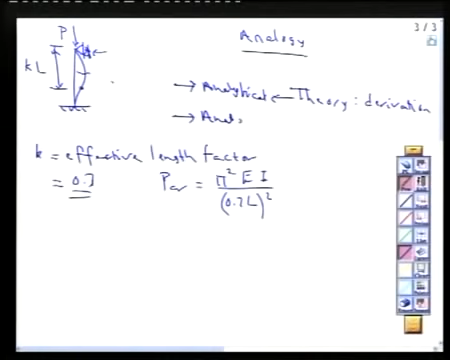 3 / 3
P
Analogy
kL
→ Analytical ← Theory : derivation
→ Anal
k = effective length factor
= 0.7
Pcr = π² E I / (0.7L)²